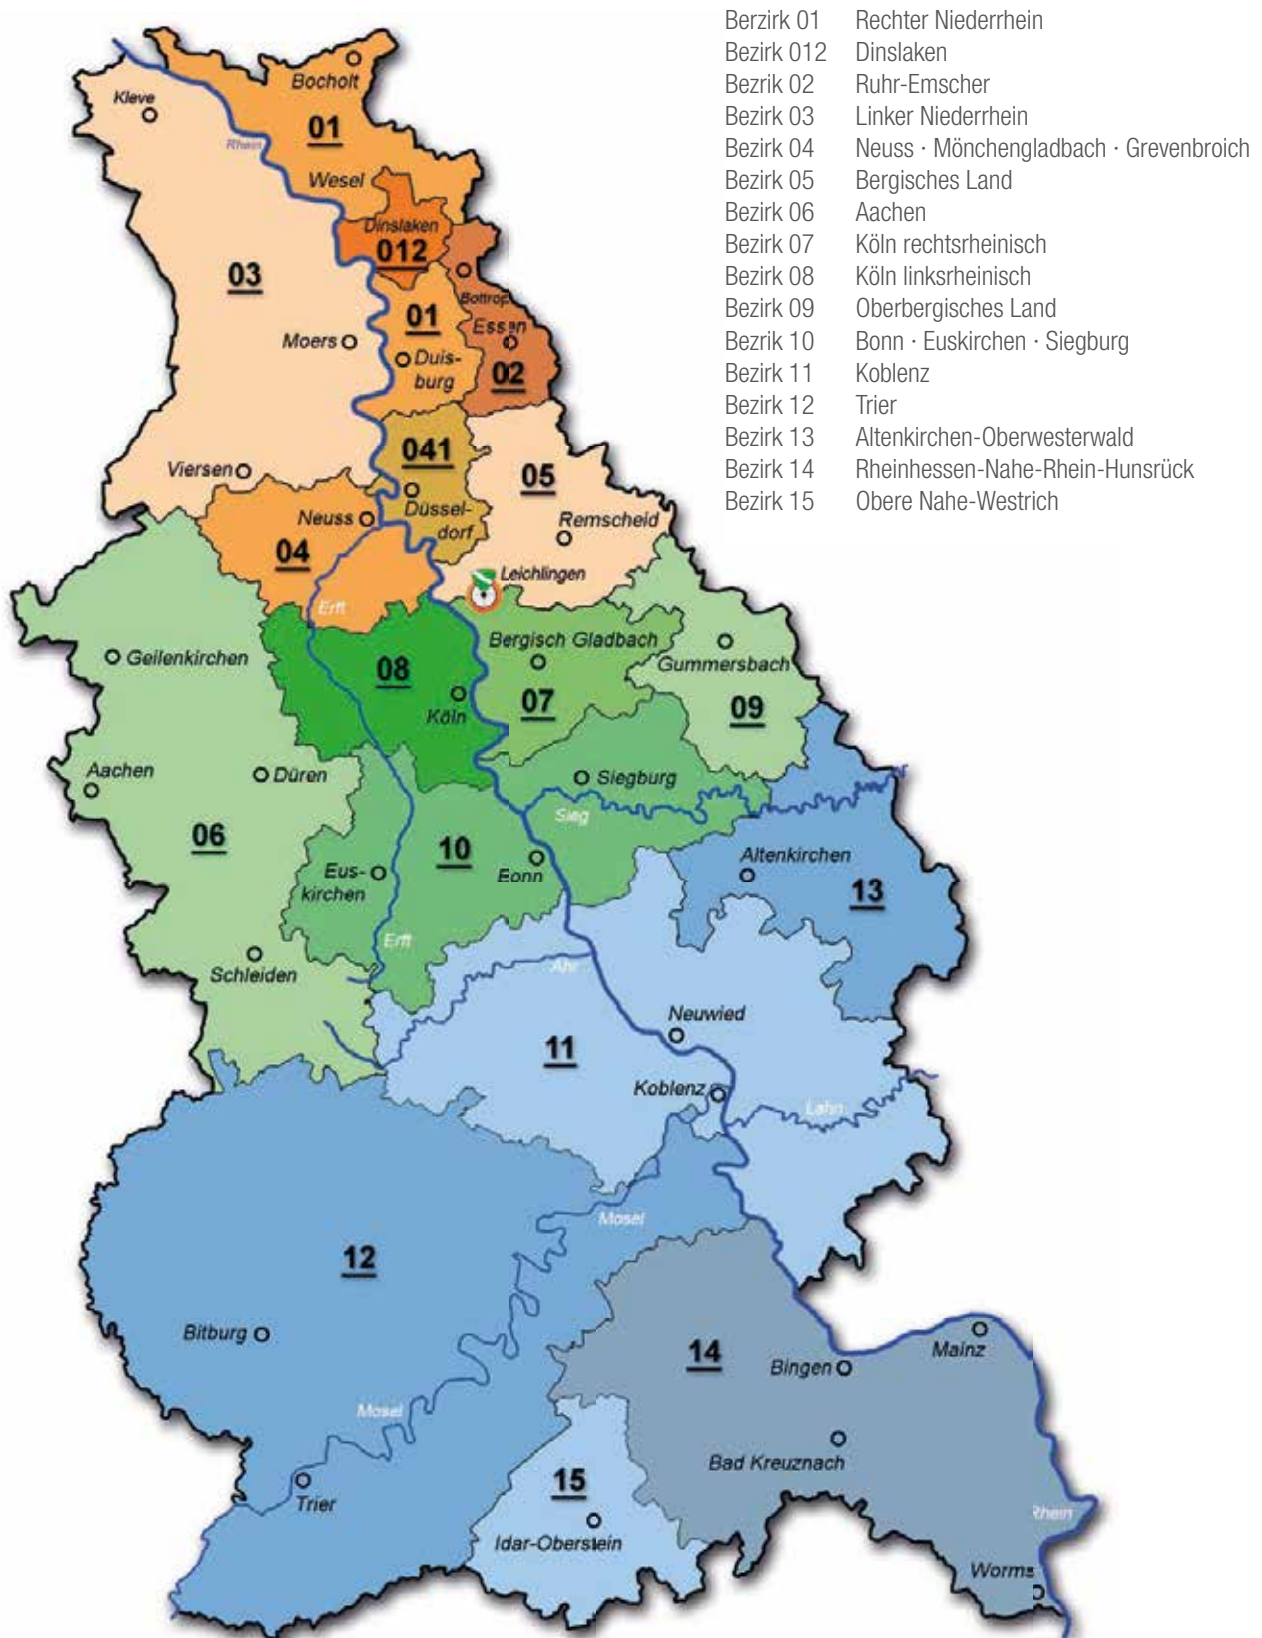 Berzirk 01 Rechter Niederrhein
Bezirk 012 Dinslaken
Bezrik 02 Ruhr-Emscher
Bezirk 03 Linker Niederrhein
Bezirk 04 Neuss · Mönchengladbach · Grevenbroich
Bezirk 05 Bergisches Land
Bezirk 06 Aachen
Bezirk 07 Köln rechtsrheinisch
Bezirk 08 Köln linksrheinisch
Bezirk 09 Oberbergisches Land
Bezrik 10 Bonn · Euskirchen · Siegburg
Bezirk 11 Koblenz
Bezirk 12 Trier
Bezirk 13 Altenkirchen-Oberwesterwald
Bezirk 14 Rheinhessen-Nahe-Rhein-Hunsrück
Bezirk 15 Obere Nahe-Westrich
Bocholt
Kleve
01
Rhein
Wesel
Dinslaken
012
03
Bottrop
01
Essen
Moers
Duis-
burg
02
041
Viersen
05
Düssel-
dorf
Neuss
Remscheid
04
Leichlingen
Erft
Bergisch Gladbach
Geilenkirchen
Gummersbach
08
07
09
Köln
Aachen
Düren
Siegburg
Sieg
06
10
Altenkirchen
Eus-
kirchen
Bonn
13
Erft
Schleiden
Ahr
Neuwied
11
Koblenz
Lahn
Mosel
12
Bitburg
Mainz
14
Bingen
Mosel
Bad Kreuznach
15
Trier
Rhein
Idar-Oberstein
Worms